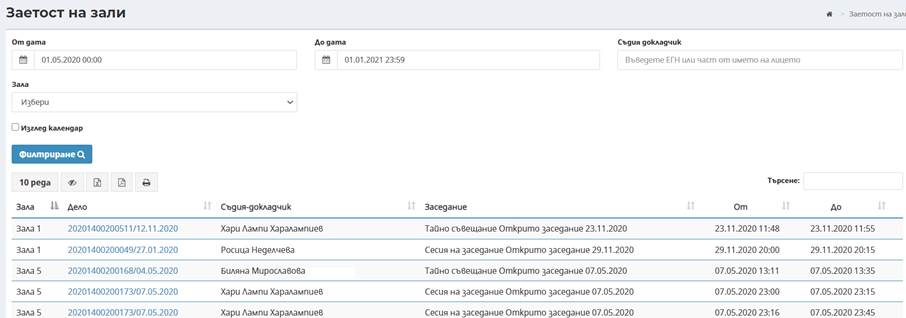 Заетост на зали
> Заетост на зал
От дата До дата Съдия докладчик
01.05.2020 00:00 01.01.2021 23:59 Въведете ЕГН или част от името на лицето
Зала
Избери
Изглед календар
Филтриране
10 реда Търсене:
Зала Дело Съдия-докладчик Заседание От До
Зала 1 20201400200511/12.11.2020 Хари Лампи Харалампиев Тайно съвещание Открито заседание 23.11.2020 23.11.2020 11:48 23.11.2020 11:55
Зала 1 20201400200049/27.01.2020 Росица Неделчева Сесия на заседание Открито заседание 29.11.2020 29.11.2020 20:00 29.11.2020 20:15
Зала 5 20201400200168/04.05.2020 Биляна Мирославова Тайно съвещание Открито заседание 07.05.2020 07.05.2020 13:11 07.05.2020 13:35
Зала 5 20201400200173/07.05.2020 Хари Лампи Харалампиев Сесия на заседание Открито заседание 07.05.2020 07.05.2020 23:00 07.05.2020 23:15
Зала 5 20201400200173/07.05.2020 Хари Лампи Харалампиев Сесия на заседание Открито заседание 07.05.2020 07.05.2020 23:16 07.05.2020 23:45